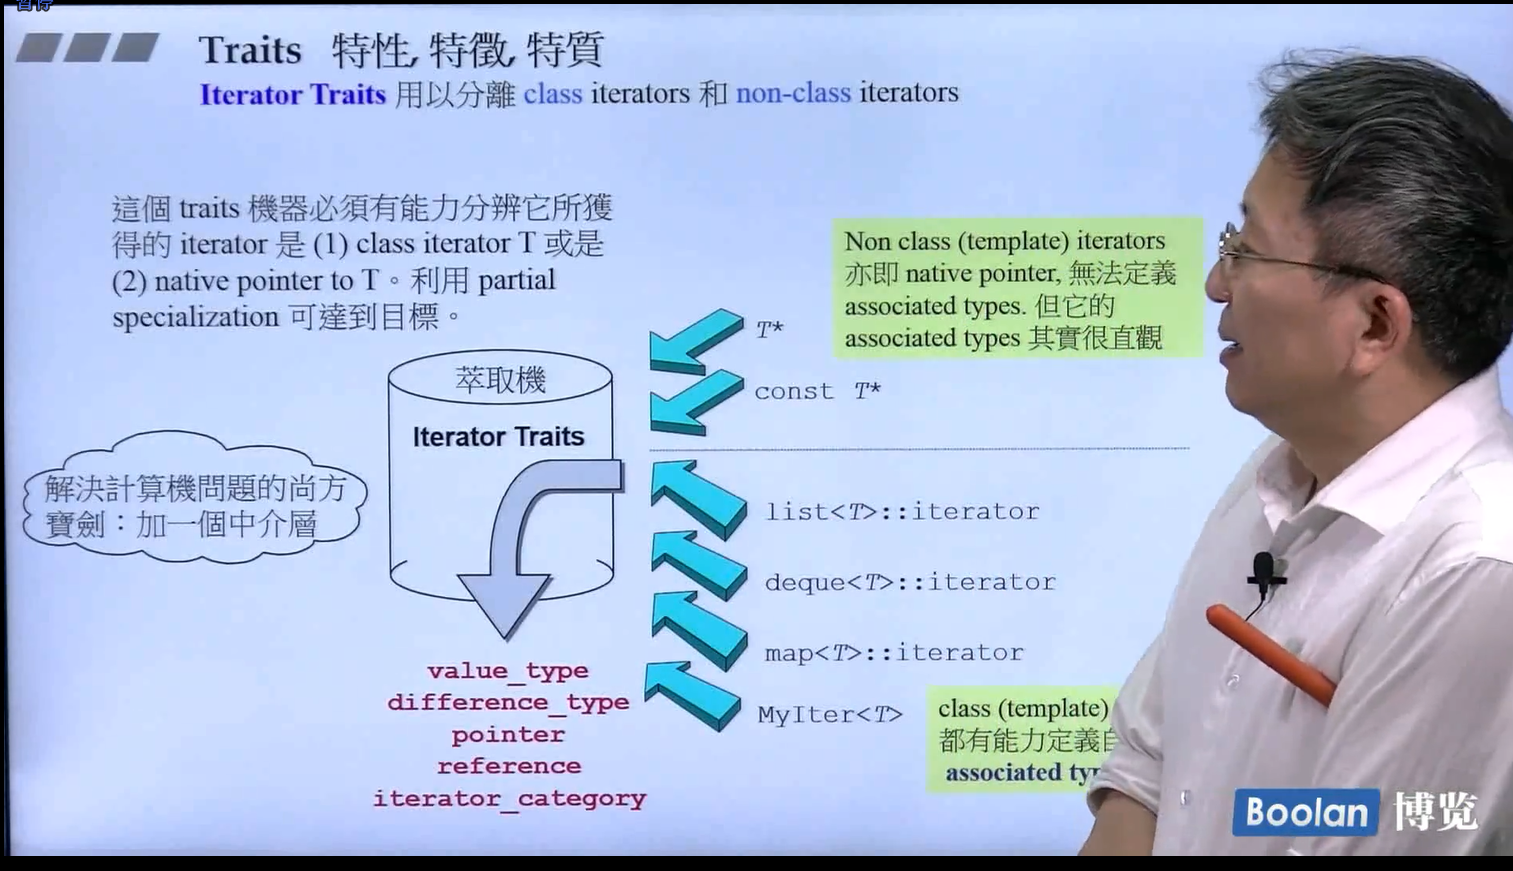 暫停
Traits 特性, 特徵, 特質
Iterator Traits 用以分離 class iterators 和 non-class iterators
這個 traits 機器必須有能力分辨它所獲
得的 iterator 是 (1) class iterator T 或是
(2) native pointer to T。利用 partial
specialization 可達到目標。
Non class (template) iterators
亦即 native pointer, 無法定義
associated types. 但它的
associated types 其實很直觀
T*
const T*
萃取機
Iterator Traits
解決計算機問題的尚方
寶劍：加一個中介層
list<T>::iterator
deque<T>::iterator
map<T>::iterator
MyIter<T>
class (template)
都有能力定義自
associated typ
value_type
difference_type
pointer
reference
iterator_category
Boolan 博览